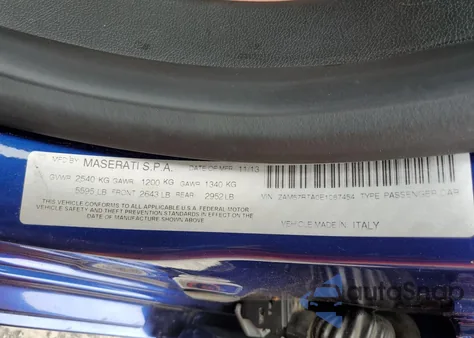 MFD BY MASERATI S.P.A. DATE OF MFR 11/13
GVWR 2540 KG GAWR 1200 KG GAWR 1340 KG
5595 LB FRONT 2643 LB REAR 2952 LB
THIS VEHICLE CONFORMS TO ALL APPLICABLE U.S.A. FEDERAL MOTOR
VEHICLE SAFETY AND THEFT PREVENTION STANDARDS IN EFFECT ON THE
DATE OF MANUFACTURE SHOWN ABOVE
VIN: TYPE PASSENGER CAR
VEHICLE MADE IN ITALY
AutoSnap